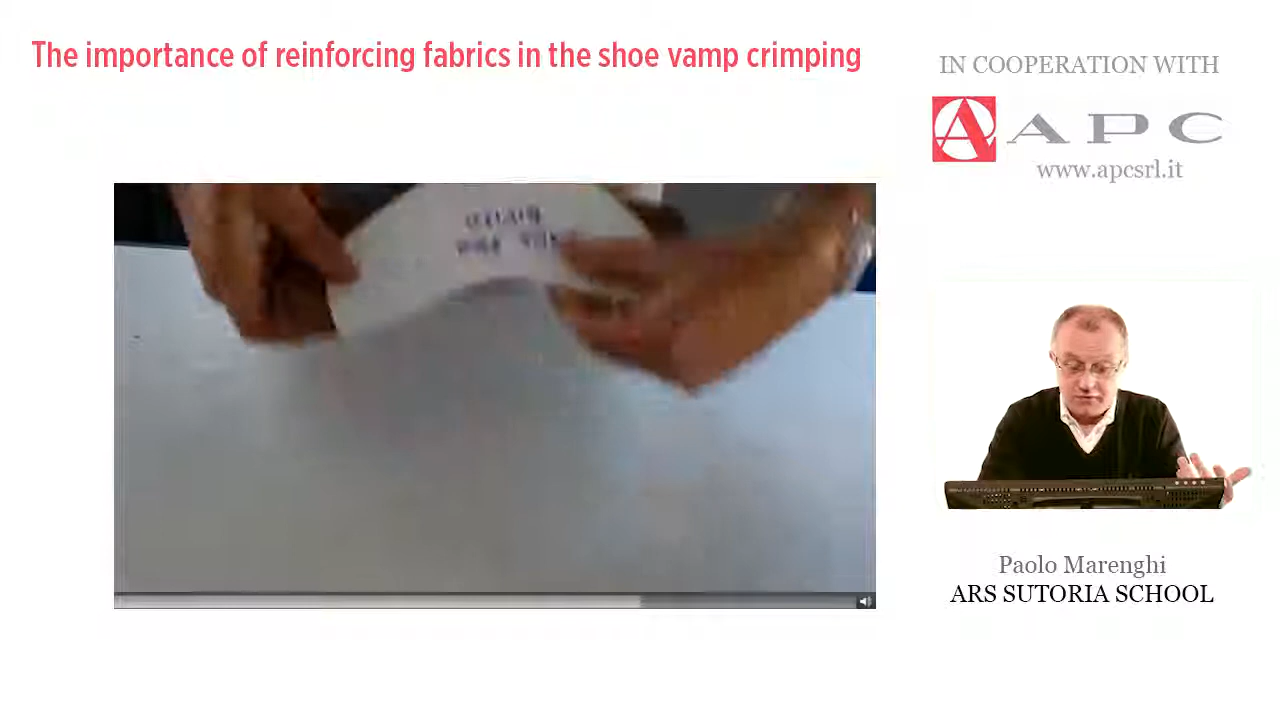 The importance of reinforcing fabrics in the shoe vamp crimping
IN COOPERATION WITH
APC
www.apcsrl.it
Paolo Marenghi
ARS SUTORIA SCHOOL